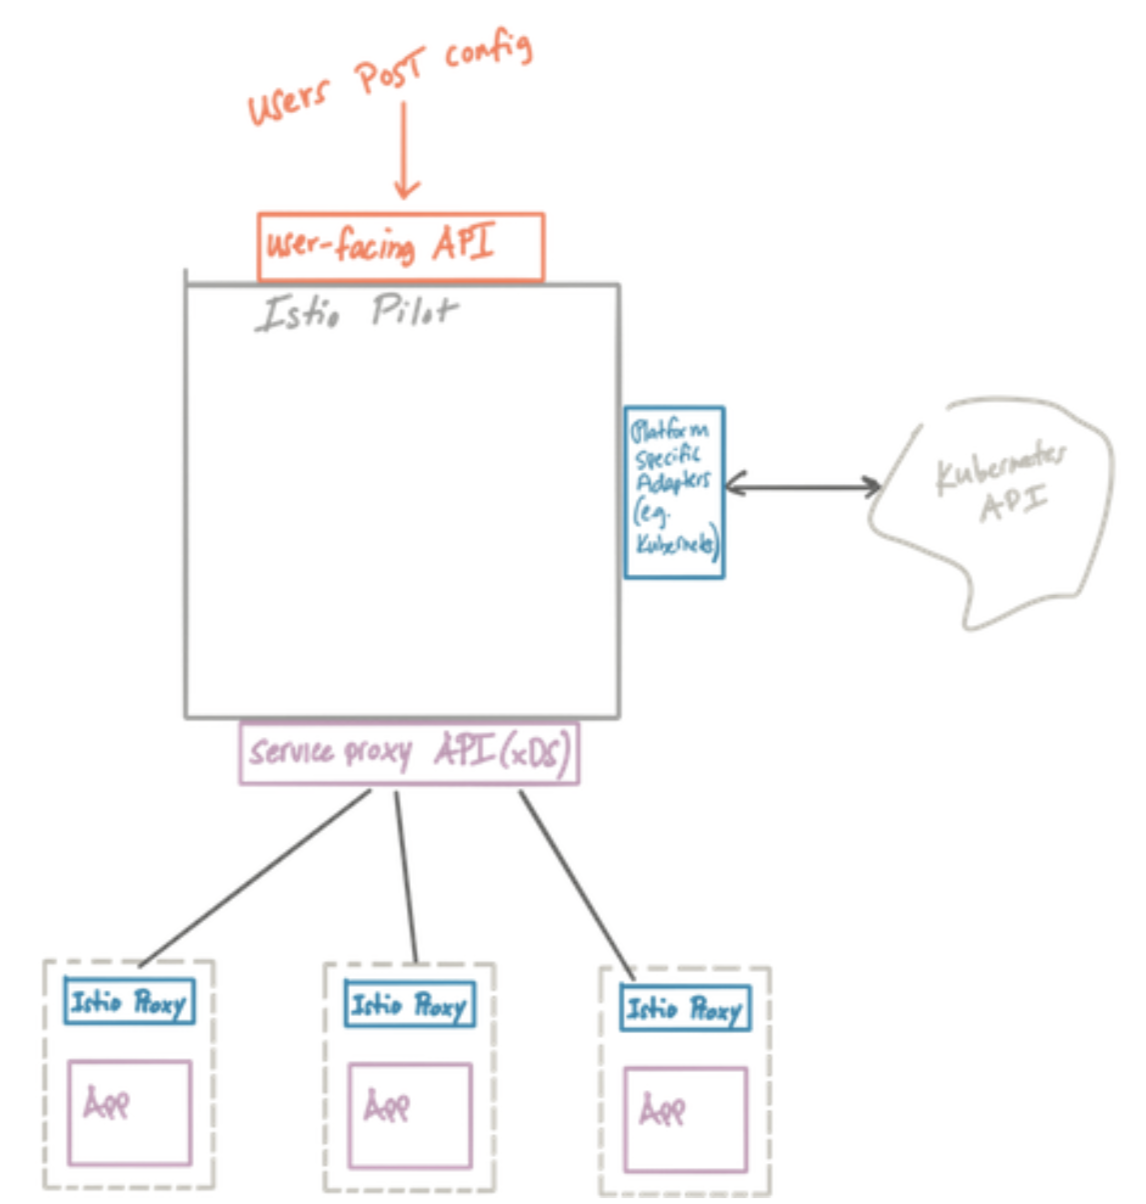 Users POST config
user-facing API
Istio Pilot
Platform
Specific
Adapters
(e.g.
Kubernetes)
Kubernetes
API
service proxy API (xDS)
Istio Proxy
Istio Proxy
Istio Proxy
App
App
App